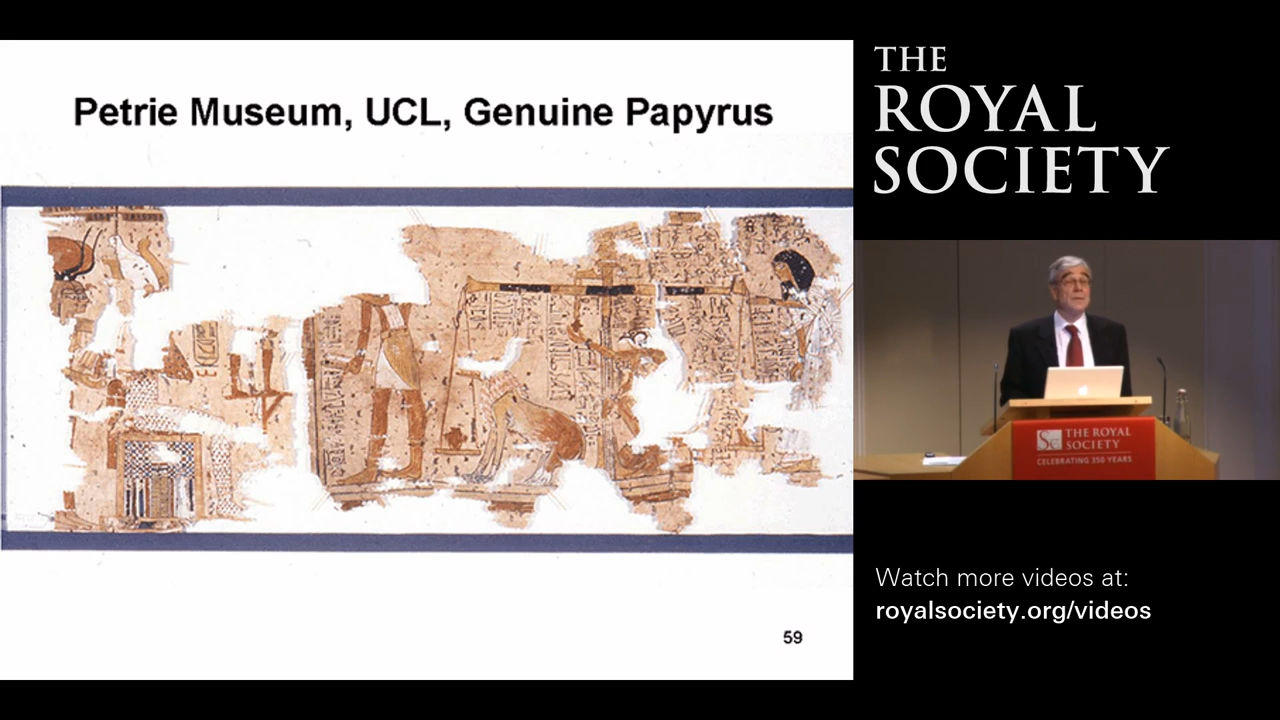 Petrie Museum, UCL, Genuine Papyrus
59
THE
ROYAL
SOCIETY
THE ROYAL
SOCIETY
CELEBRATING 350 YEARS
Watch more videos at:
royalsociety.org/videos